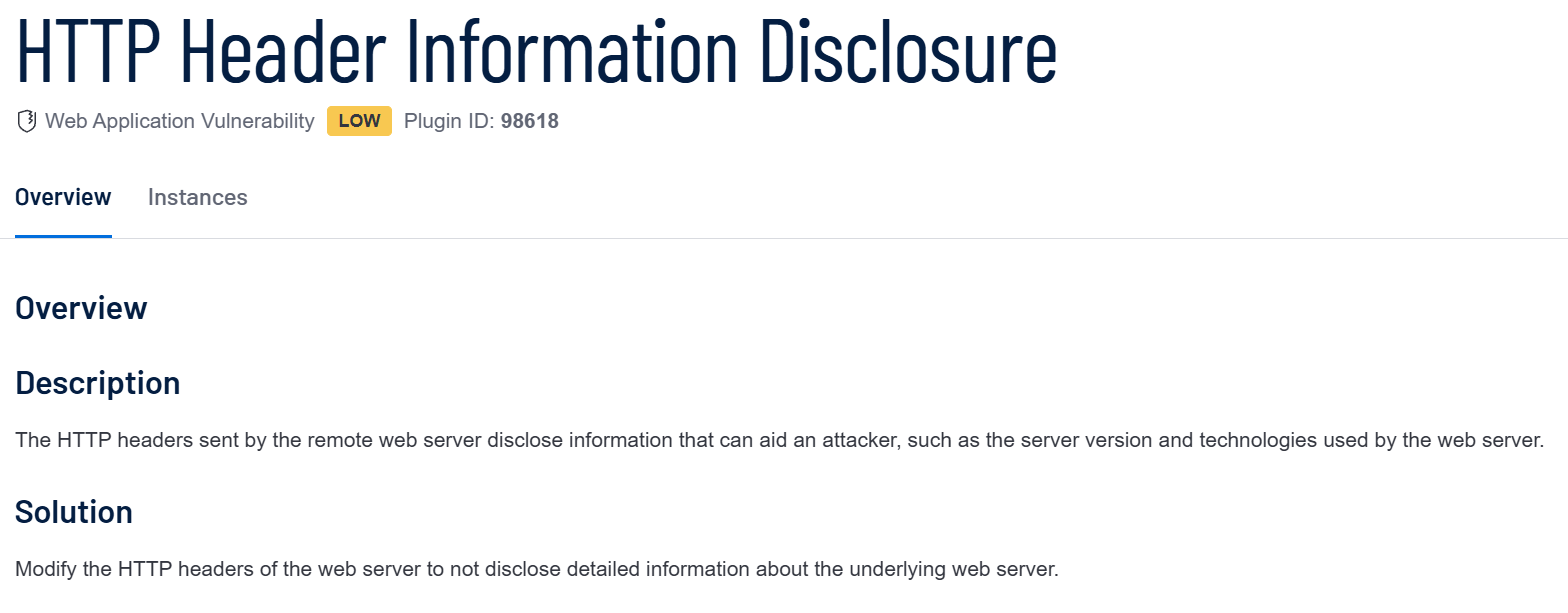 HTTP Header Information Disclosure
Web Application Vulnerability LOW Plugin ID: 98618
Overview Instances
Overview
Description
The HTTP headers sent by the remote web server disclose information that can aid an attacker, such as the server version and technologies used by the web server.
Solution
Modify the HTTP headers of the web server to not disclose detailed information about the underlying web server.